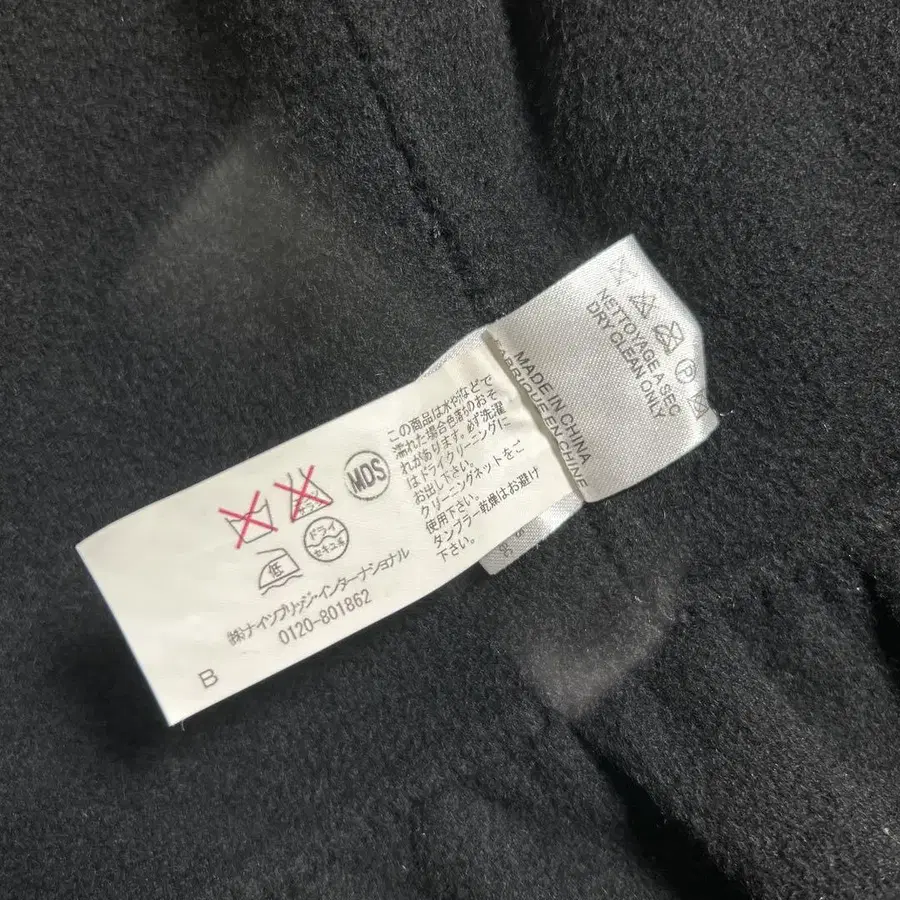 この商品は水や汗などで
濡れた場合色落ちのおそ
れがあります。必ず洗濯
はドライクリーニングに
お出し下さい。
クリーニングネットをご
使用下さい。
タンブラー乾燥はお避け
下さい。
MDS
エンソ
ドライ
セキユ系
低
㈱ナイツブリッジ・インターナショナル
0120-801862
B
MADE IN CHINA
FABRIQUE EN CHINE
NETTOYAGE A SEC
DRY CLEAN ONLY
P